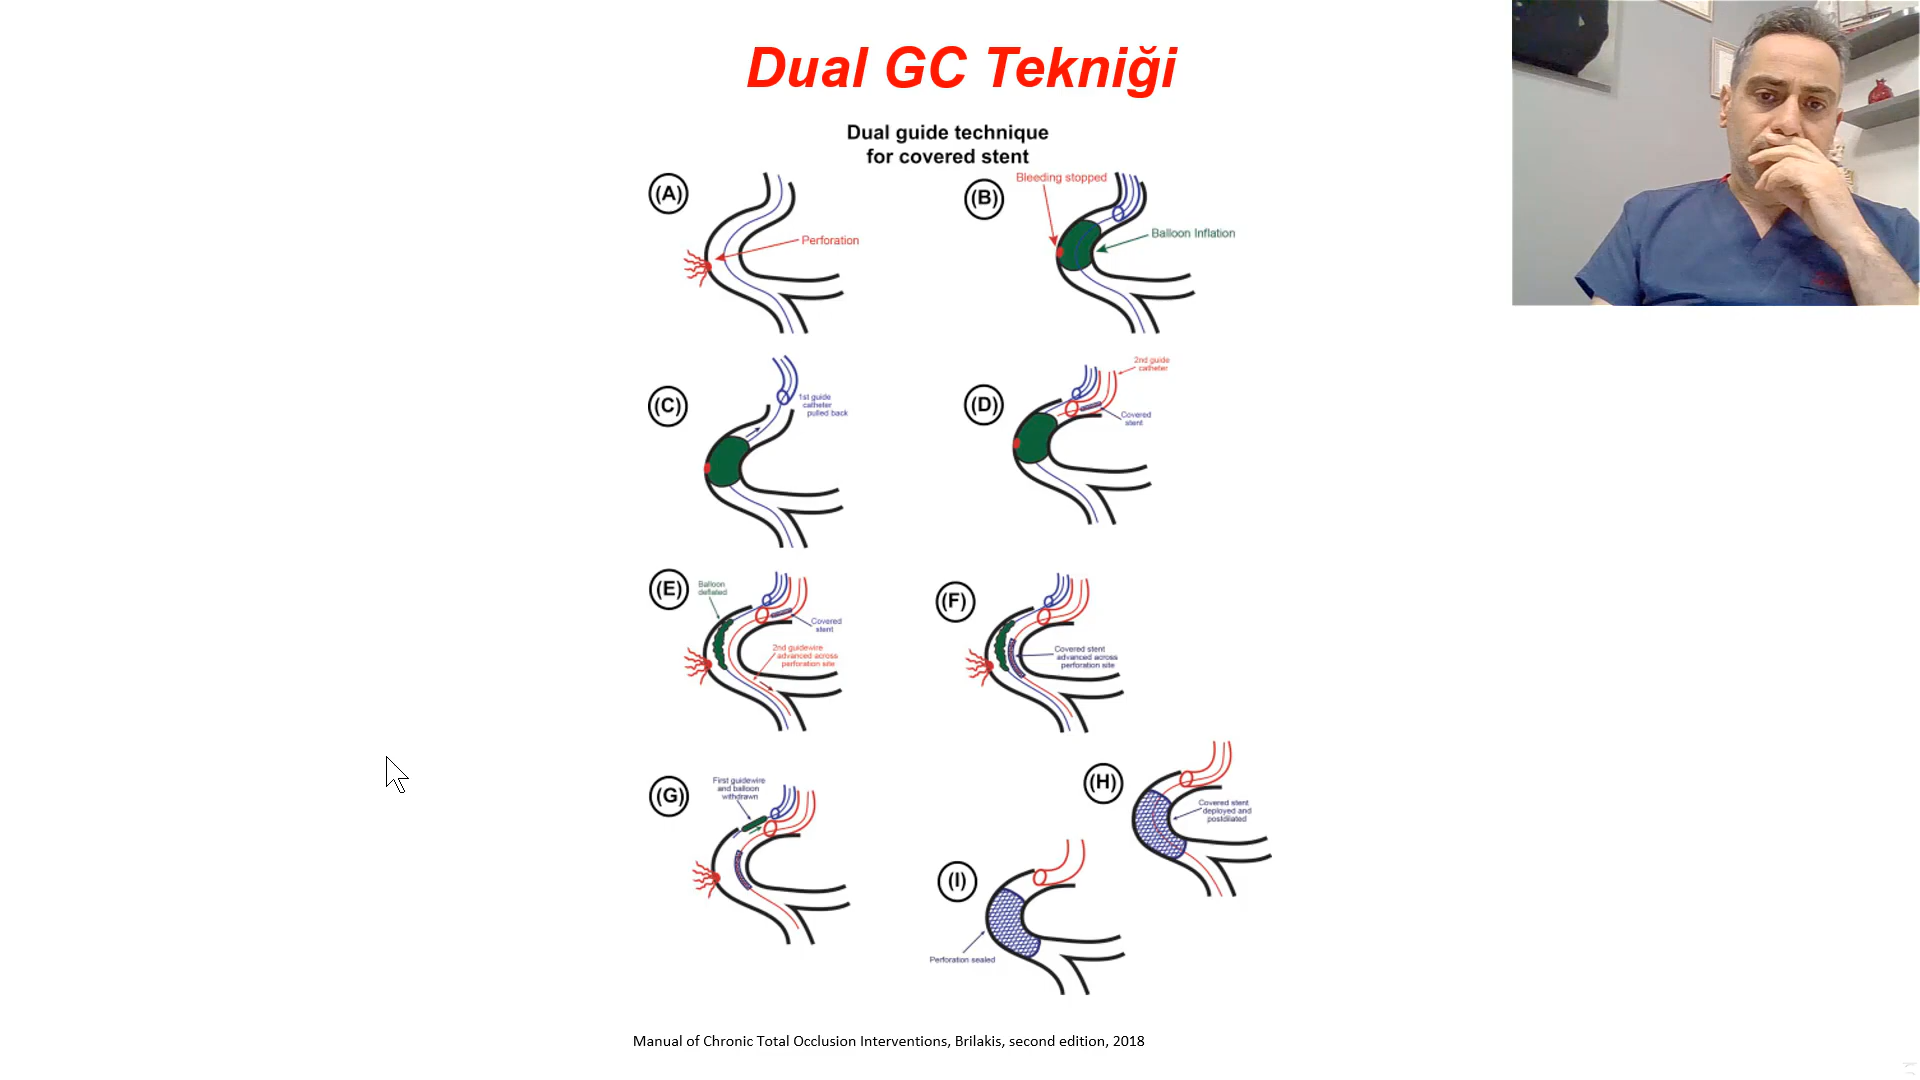 Dual GC Tekniği
Dual guide technique
for covered stent
(A)
Perforation
(B)
Bleeding stopped
Balloon Inflation
(C)
1st guide
catheter
pulled back
(D)
2nd guide
catheter
Covered
stent
(E)
Balloon
deflated
Covered
stent
2nd guidewire
advanced across
perforation site
(F)
Covered stent
advanced across
perforation site
(G)
First guidewire
and balloon
withdrawn
(H)
Covered stent
deployed and
postdilated
(I)
Perforation sealed
Manual of Chronic Total Occlusion Interventions, Brilakis, second edition, 2018